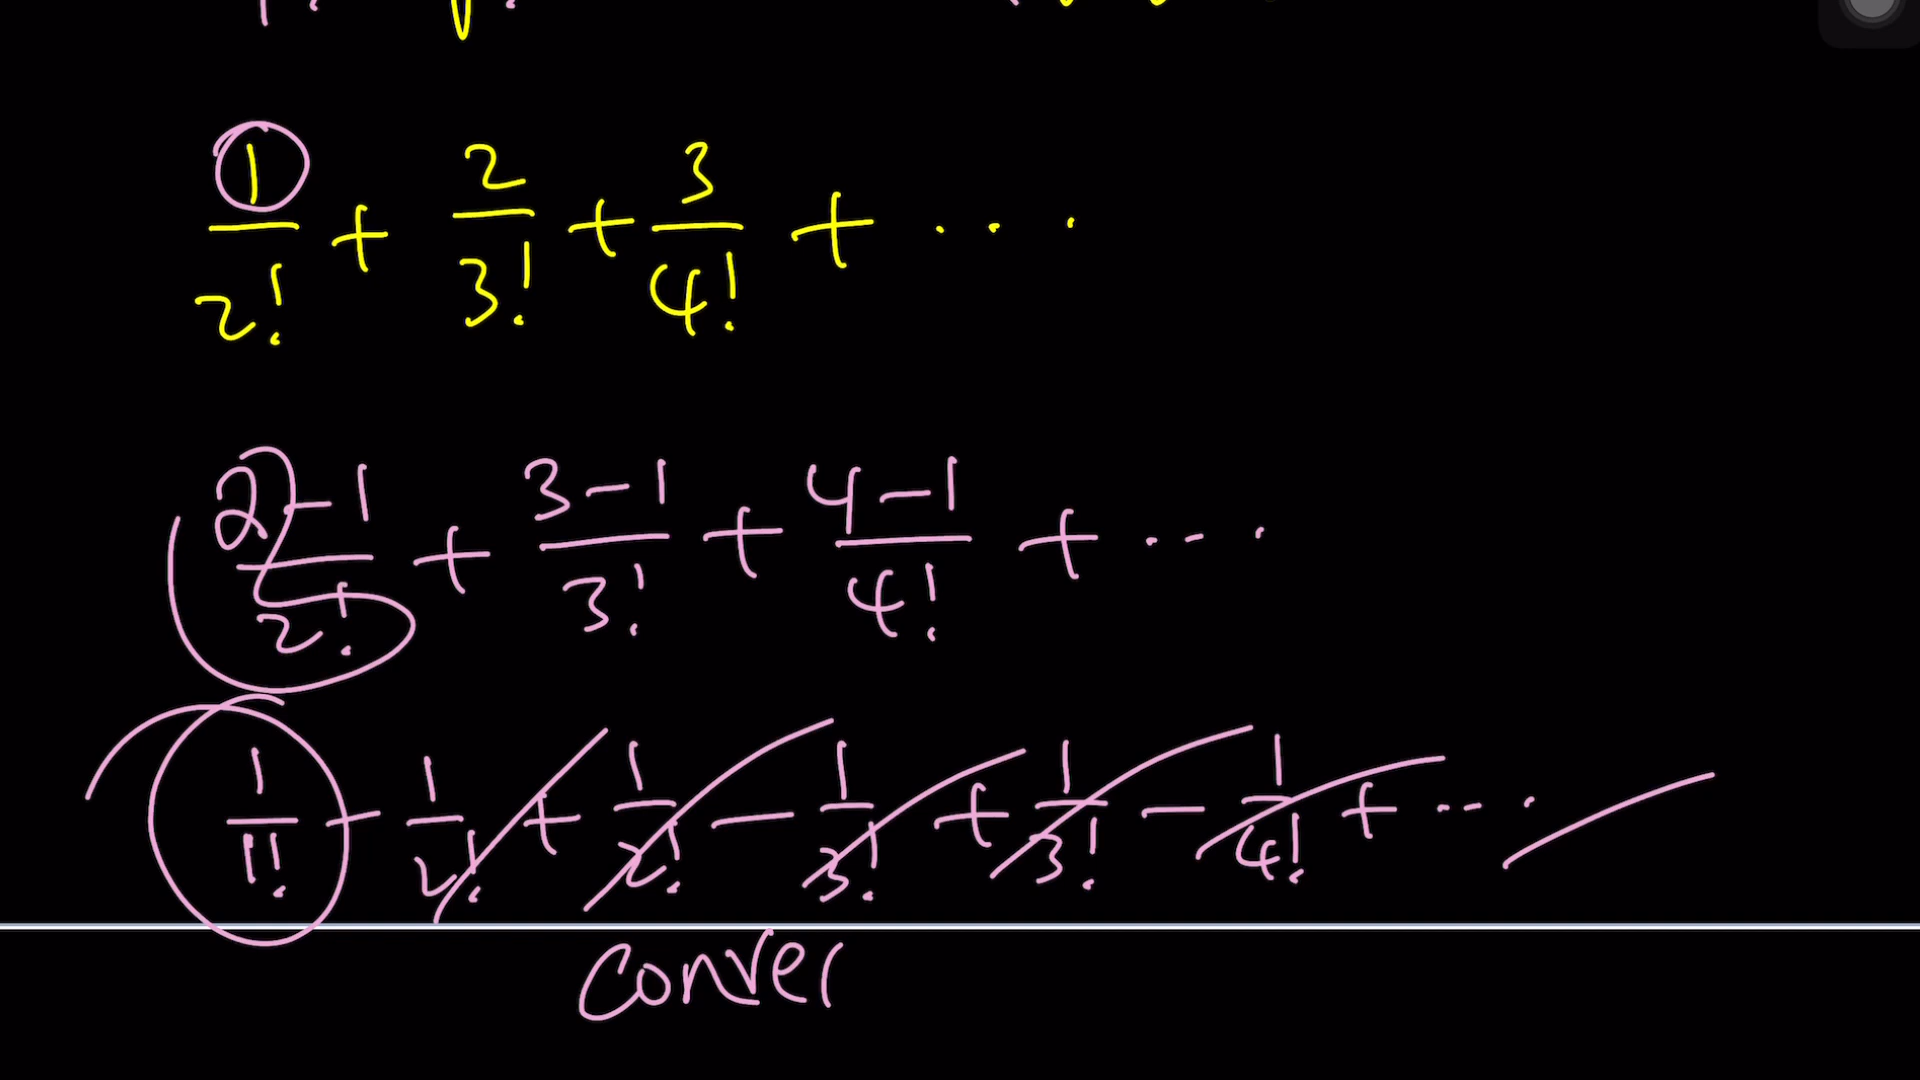 1/2! + 2/3! + 3/4! + ...
2-1/2! + 3-1/3! + 4-1/4! + ...
1/1! - 1/2! + 1/2! - 1/3! + 1/3! - 1/4! + ...
conver